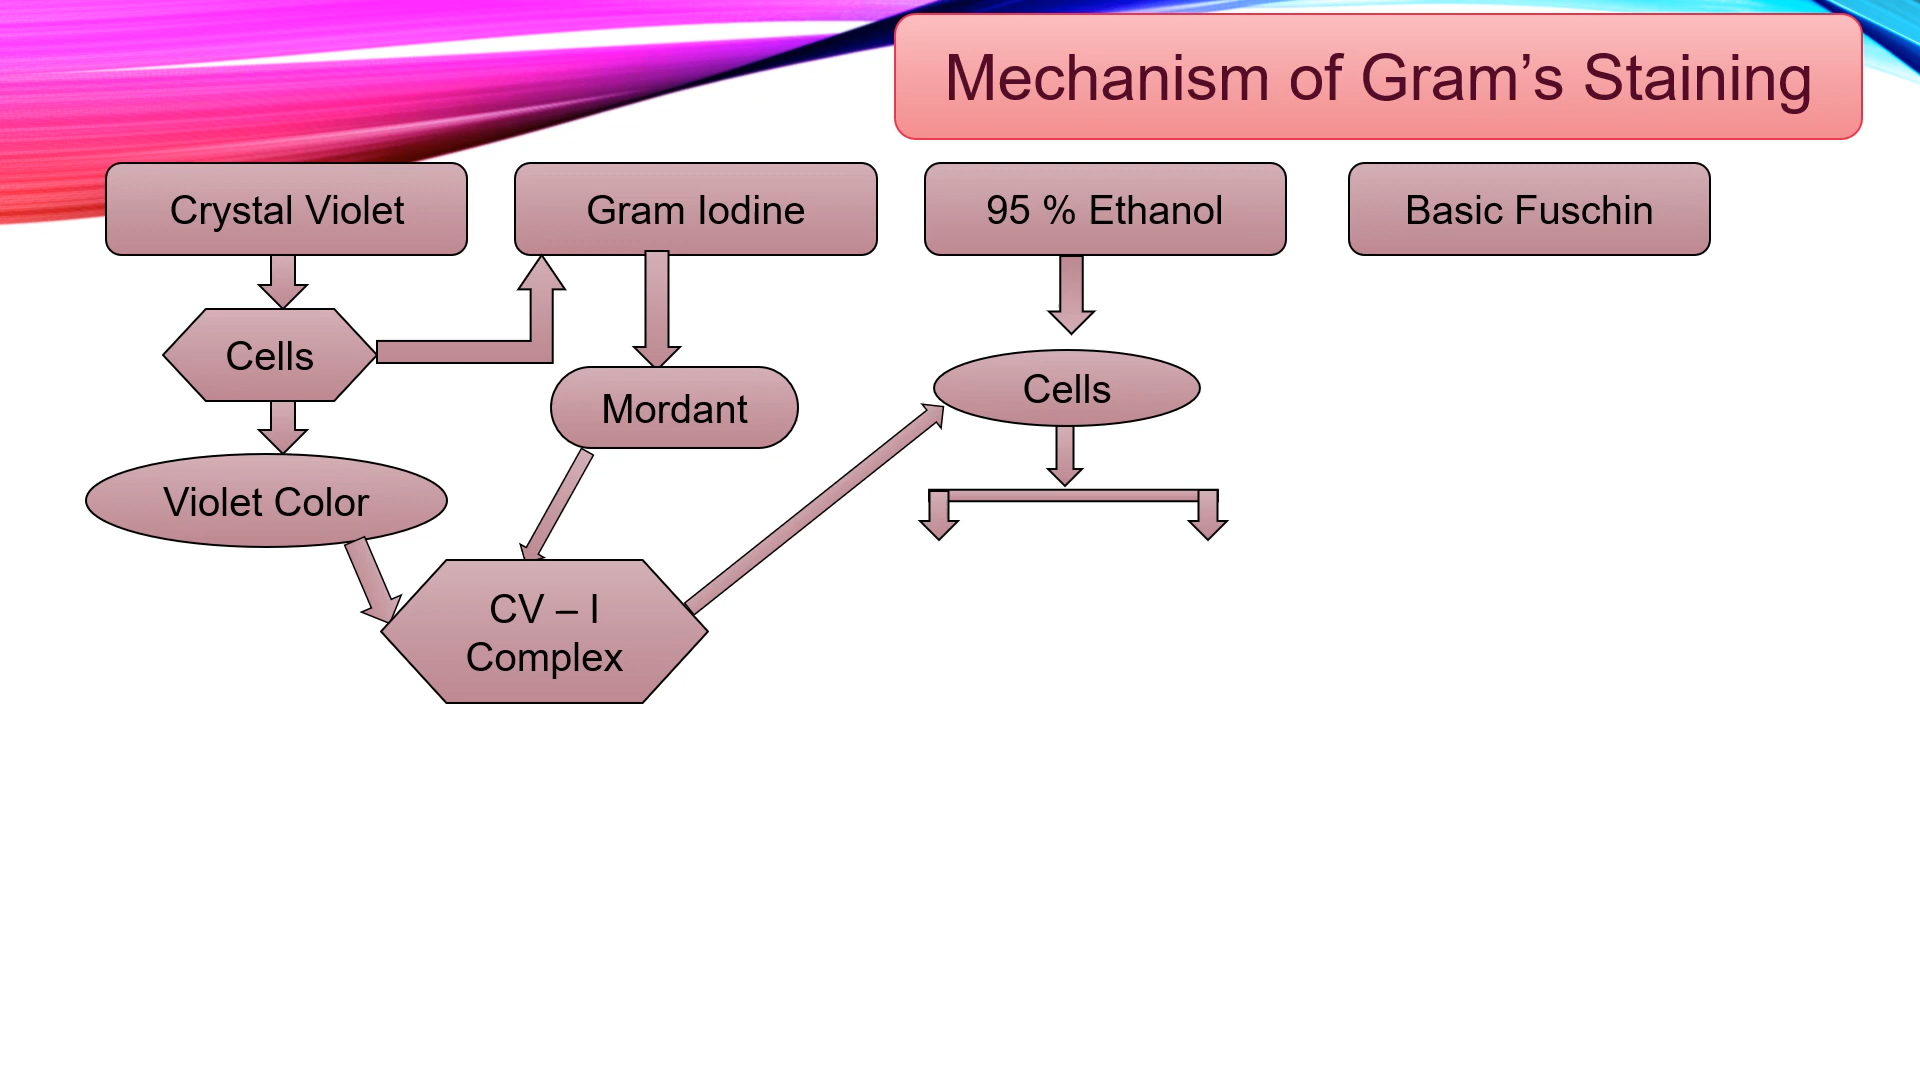 Mechanism of Gram’s Staining
Crystal Violet
Gram Iodine
95 % Ethanol
Basic Fuschin
Cells
Cells
Mordant
Violet Color
CV – I
Complex